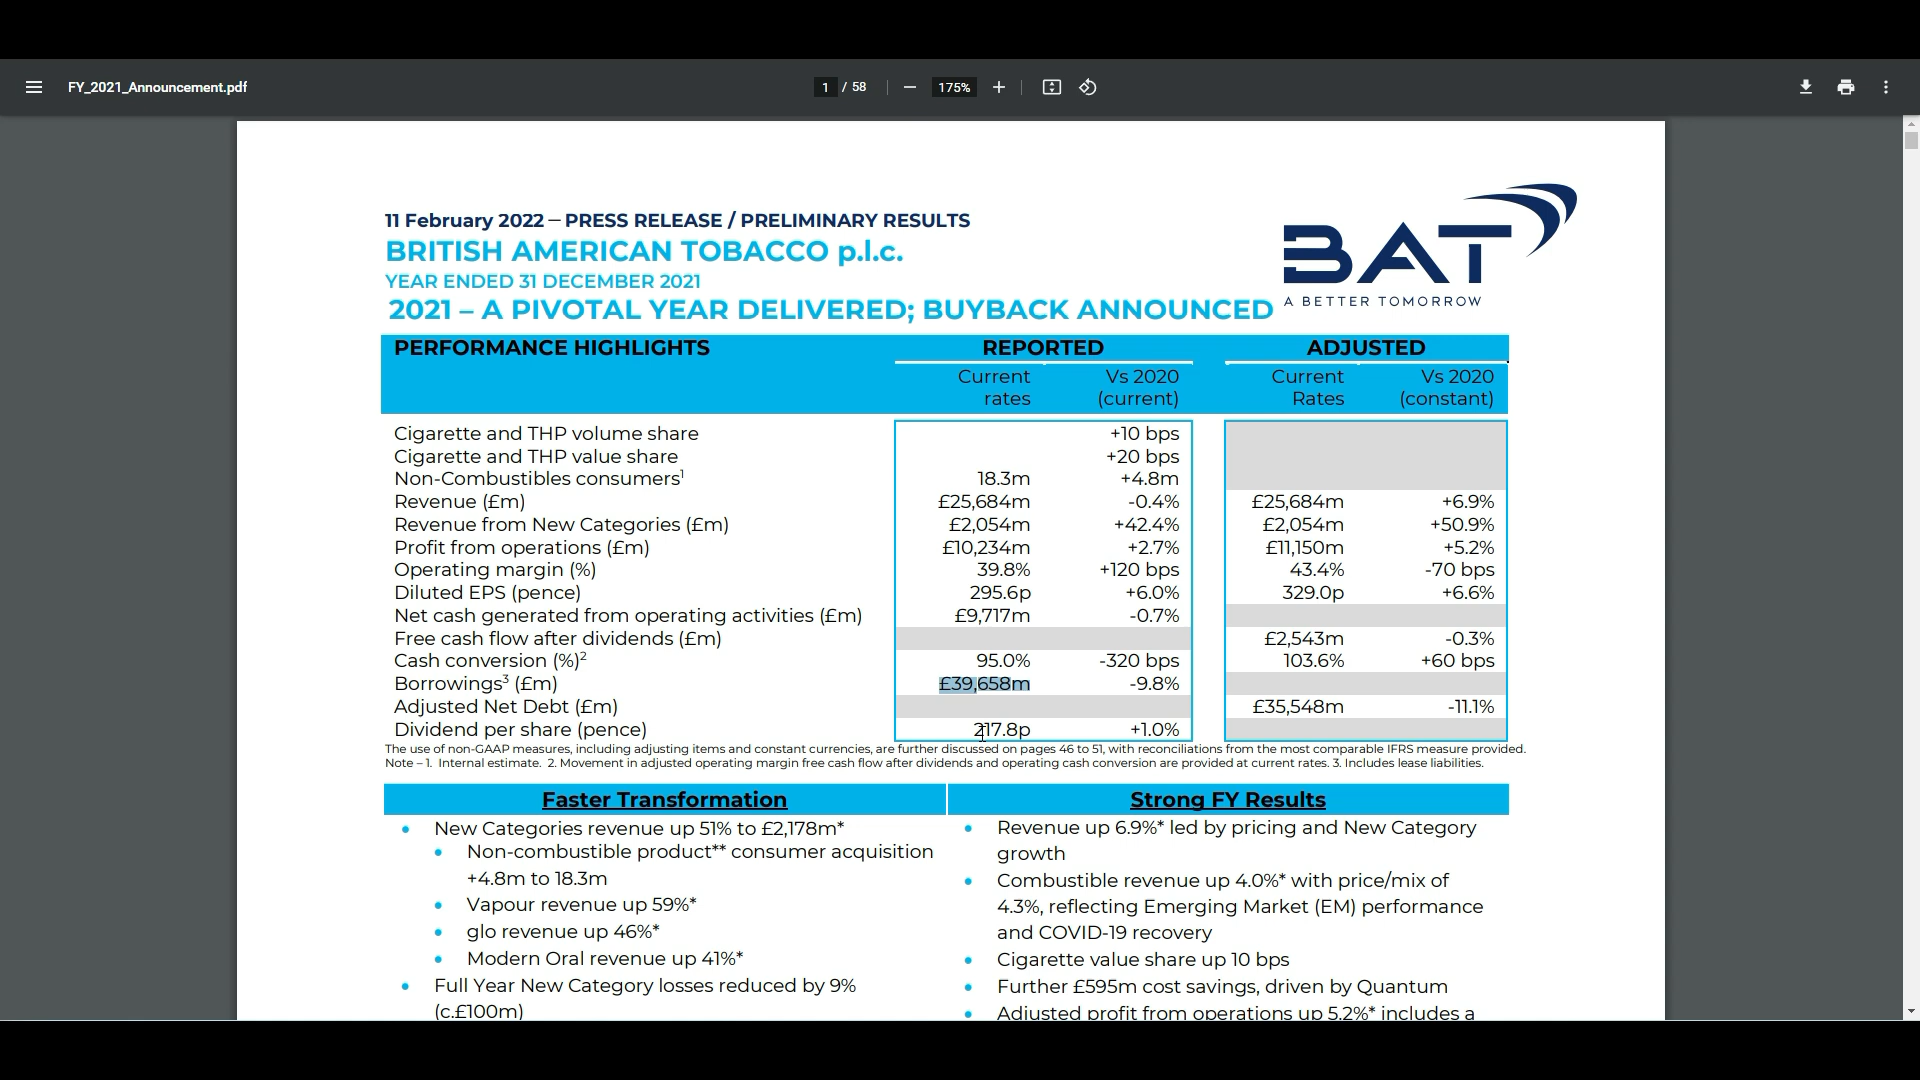 FY_2021_Announcement.pdf
1 / 58
175%
11 February 2022 – PRESS RELEASE / PRELIMINARY RESULTS
BRITISH AMERICAN TOBACCO p.l.c.
YEAR ENDED 31 DECEMBER 2021
2021 – A PIVOTAL YEAR DELIVERED; BUYBACK ANNOUNCED
BAT
A BETTER TOMORROW
PERFORMANCE HIGHLIGHTS REPORTED ADJUSTED
Current Vs 2020 Current Vs 2020
rates (current) Rates (constant)
Cigarette and THP volume share +10 bps
Cigarette and THP value share +20 bps
Non-Combustibles consumers¹ 18.3m +4.8m
Revenue (£m) £25,684m -0.4% £25,684m +6.9%
Revenue from New Categories (£m) £2,054m +42.4% £2,054m +50.9%
Profit from operations (£m) £10,234m +2.7% £11,150m +5.2%
Operating margin (%) 39.8% +120 bps 43.4% -70 bps
Diluted EPS (pence) 295.6p +6.0% 329.0p +6.6%
Net cash generated from operating activities (£m) £9,717m -0.7%
Free cash flow after dividends (£m) £2,543m -0.3%
Cash conversion (%)² 95.0% -320 bps 103.6% +60 bps
Borrowings³ (£m) £39,658m -9.8%
Adjusted Net Debt (£m) £35,548m -11.1%
Dividend per share (pence) 217.8p +1.0%
The use of non-GAAP measures, including adjusting items and constant currencies, are further discussed on pages 46 to 51, with reconciliations from the most comparable IFRS measure provided.
Note – 1. Internal estimate. 2. Movement in adjusted operating margin free cash flow after dividends and operating cash conversion are provided at current rates. 3. Includes lease liabilities.
Faster Transformation
• New Categories revenue up 51% to £2,178m*
• Non-combustible product** consumer acquisition
+4.8m to 18.3m
• Vapour revenue up 59%*
• glo revenue up 46%*
• Modern Oral revenue up 41%*
• Full Year New Category losses reduced by 9%
(c.£100m)
Strong FY Results
• Revenue up 6.9%* led by pricing and New Category
growth
• Combustible revenue up 4.0%* with price/mix of
4.3%, reflecting Emerging Market (EM) performance
and COVID-19 recovery
• Cigarette value share up 10 bps
• Further £595m cost savings, driven by Quantum
• Adjusted profit from operations up 5.2%* includes a